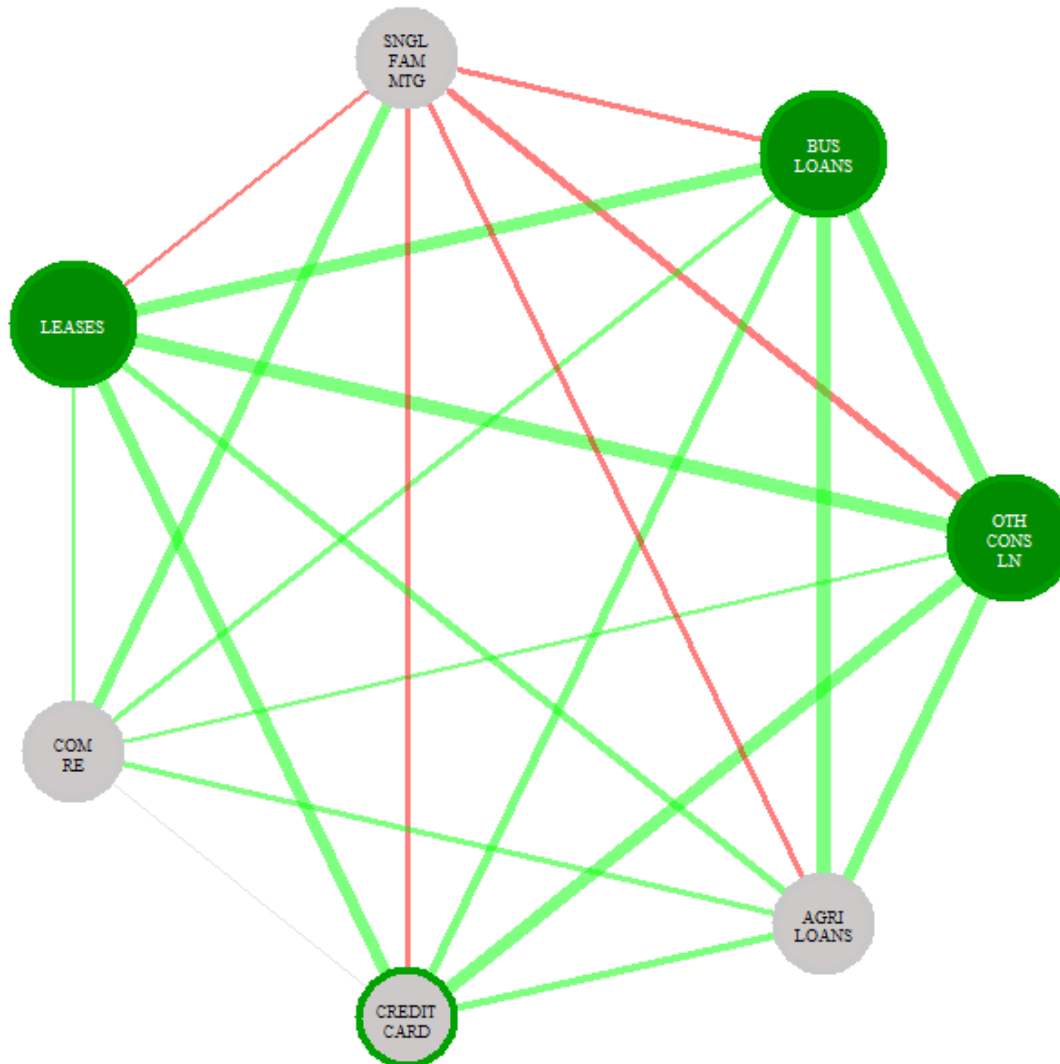 SNGL
FAM
MTG
BUS
LOANS
LEASES
OTH
CONS
LN
COM
RE
AGRI
LOANS
CREDIT
CARD